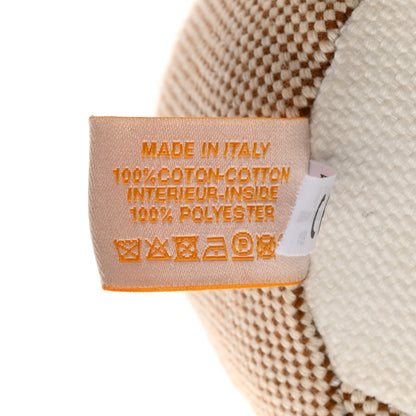 MADE IN ITALY
100%COTON-COTTON
INTERIEUR-INSIDE
100% POLYESTER